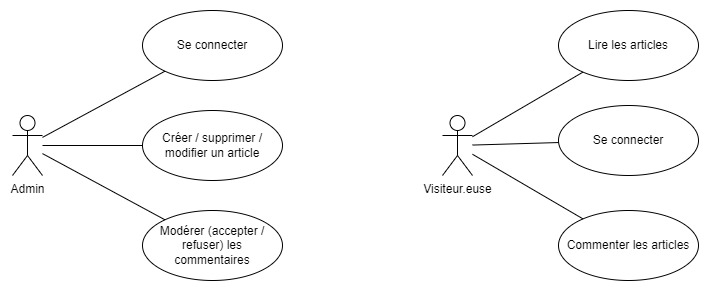 Se connecter
Créer / supprimer /
modifier un article
Admin
Modérer (accepter /
refuser) les
commentaires
Lire les articles
Se connecter
Visiteur.euse
Commenter les articles